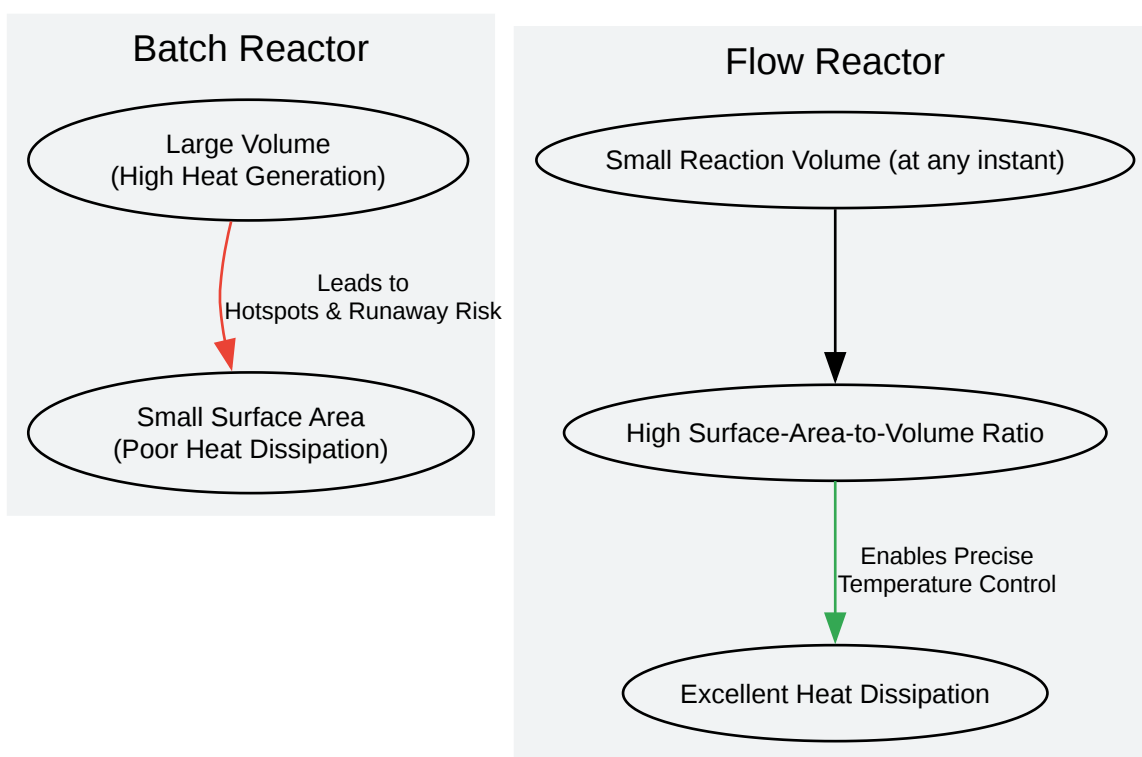 Batch Reactor
Large Volume
(High Heat Generation)
Leads to
Hotspots & Runaway Risk
Small Surface Area
(Poor Heat Dissipation)
Flow Reactor
Small Reaction Volume (at any instant)
High Surface-Area-to-Volume Ratio
Enables Precise
Temperature Control
Excellent Heat Dissipation